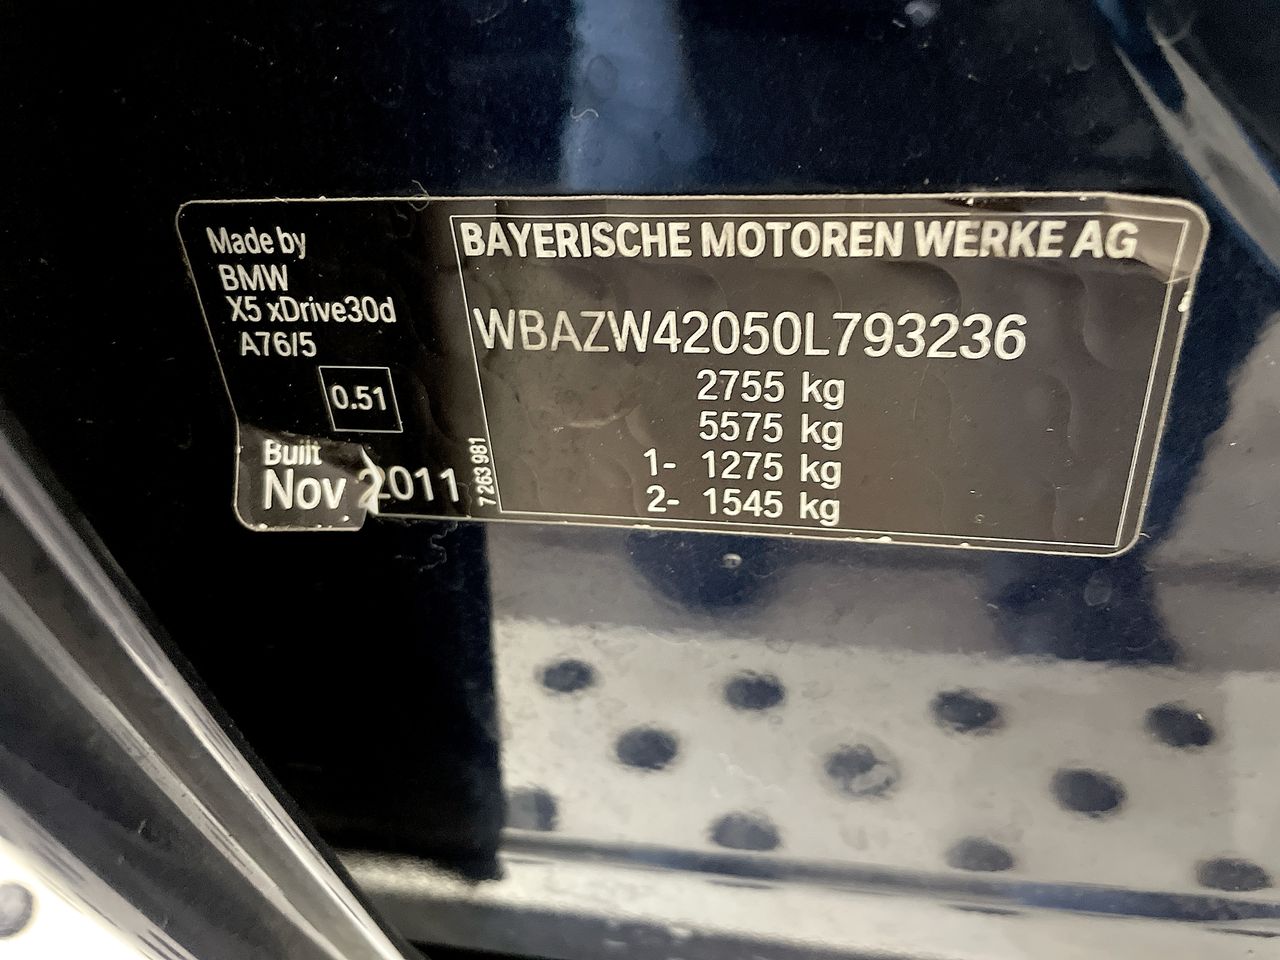 Made by
BMW
X5 xDrive30d
A76/5
0.51
Built
Nov 2011
7 263 981
BAYERISCHE MOTOREN WERKE AG
WBAZW42050L793236
2755 kg
5575 kg
1- 1275 kg
2- 1545 kg